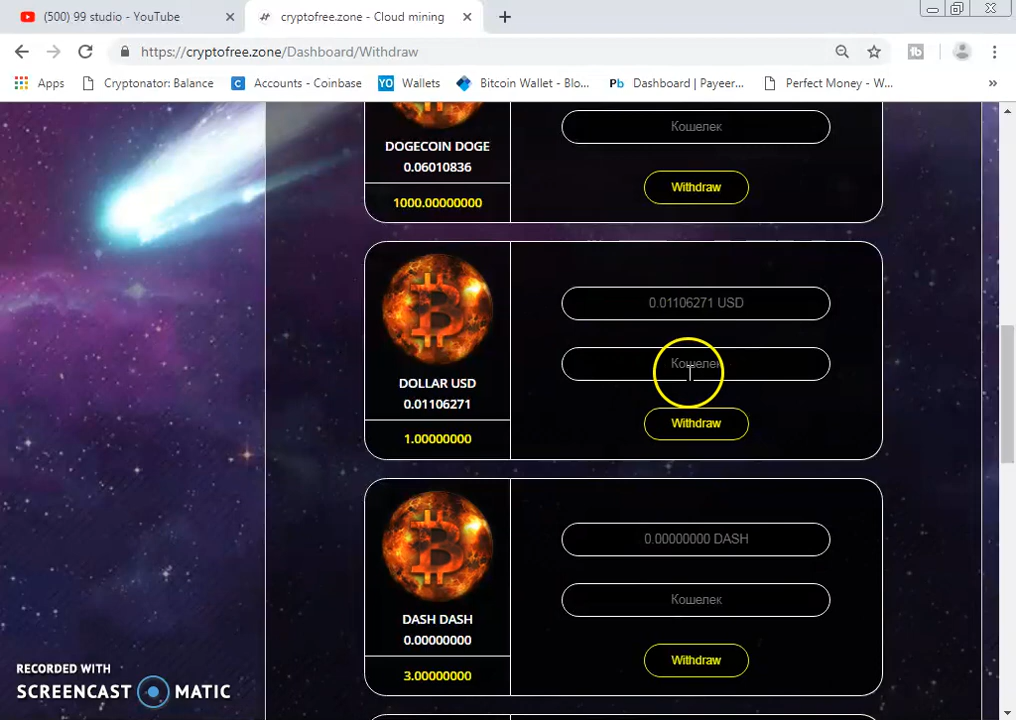 (500) 99 studio - YouTube
cryptofree.zone - Cloud mining
https://cryptofree.zone/Dashboard/Withdraw
Apps
Cryptonator: Balance
Accounts - Coinbase
Wallets
Bitcoin Wallet - Blo...
Dashboard | Payeer...
Perfect Money - W...
DOGECOIN DOGE
0.06010836
1000.00000000
Кошелек
Withdraw
DOLLAR USD
0.01106271
1.00000000
0.01106271 USD
Кошелек
Withdraw
DASH DASH
0.00000000
3.00000000
0.00000000 DASH
Кошелек
Withdraw
RECORDED WITH
SCREENCAST MATIC